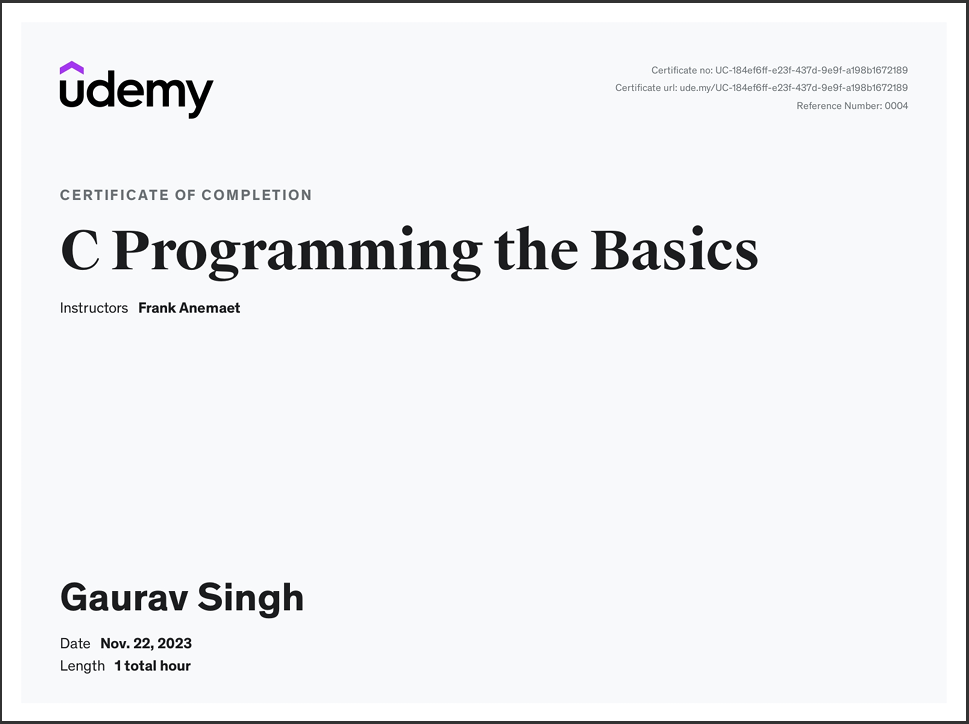 udemy
Certificate no: UC-184ef6ff-e23f-437d-9e9f-a198b1672189
Certificate url: ude.my/UC-184ef6ff-e23f-437d-9e9f-a198b1672189
Reference Number: 0004
CERTIFICATE OF COMPLETION
C Programming the Basics
Instructors Frank Anemaet
Gaurav Singh
Date Nov. 22, 2023
Length 1 total hour